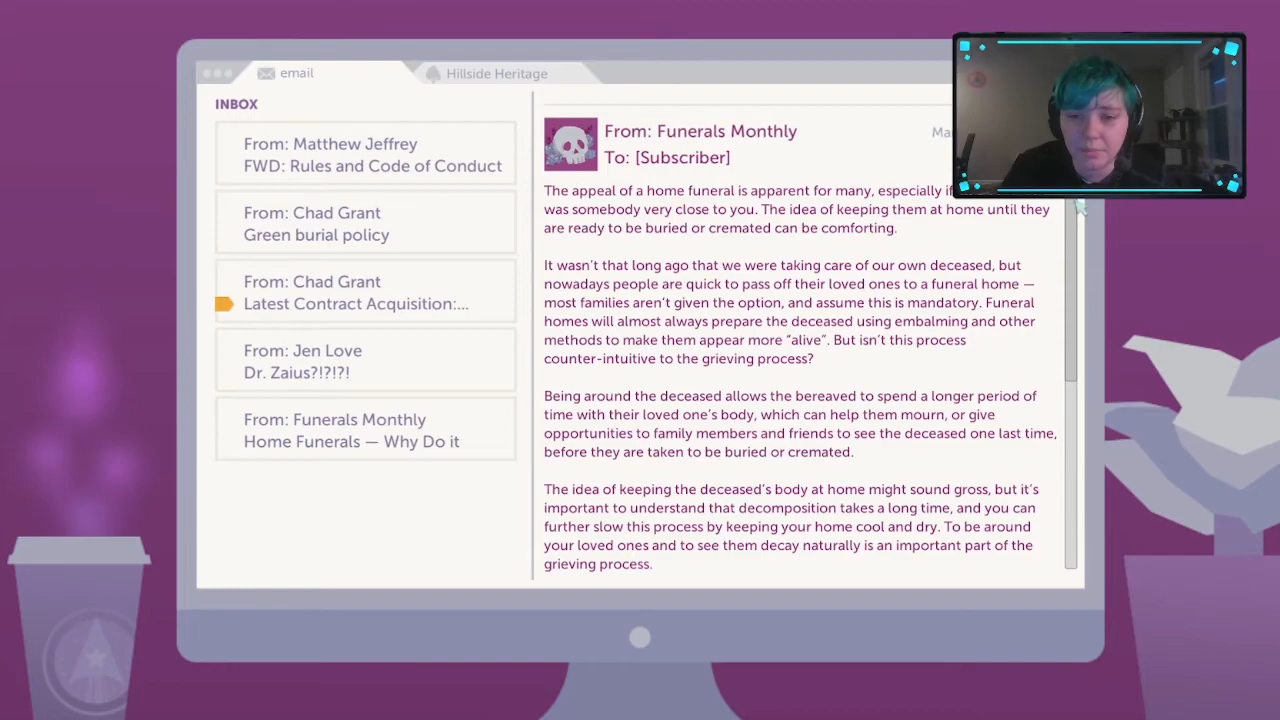 email
Hillside Heritage
INBOX
From: Matthew Jeffrey
FWD: Rules and Code of Conduct
From: Chad Grant
Green burial policy
From: Chad Grant
Latest Contract Acquisition:...
From: Jen Love
Dr. Zaius?!?!?!
From: Funerals Monthly
Home Funerals — Why Do it
From: Funerals Monthly
To: [Subscriber]
The appeal of a home funeral is apparent for many, especially
was somebody very close to you. The idea of keeping them at home until they
are ready to be buried or cremated can be comforting.
It wasn't that long ago that we were taking care of our own deceased, but
nowadays people are quick to pass off their loved ones to a funeral home —
most families aren't given the option, and assume this is mandatory. Funeral
homes will almost always prepare the deceased using embalming and other
methods to make them appear more “alive”. But isn't this process
counter-intuitive to the grieving process?
Being around the deceased allows the bereaved to spend a longer period of
time with their loved one's body, which can help them mourn, or give
opportunities to family members and friends to see the deceased one last time,
before they are taken to be buried or cremated.
The idea of keeping the deceased's body at home might sound gross, but it's
important to understand that decomposition takes a long time, and you can
further slow this process by keeping your home cool and dry. To be around
your loved ones and to see them decay naturally is an important part of the
grieving process.